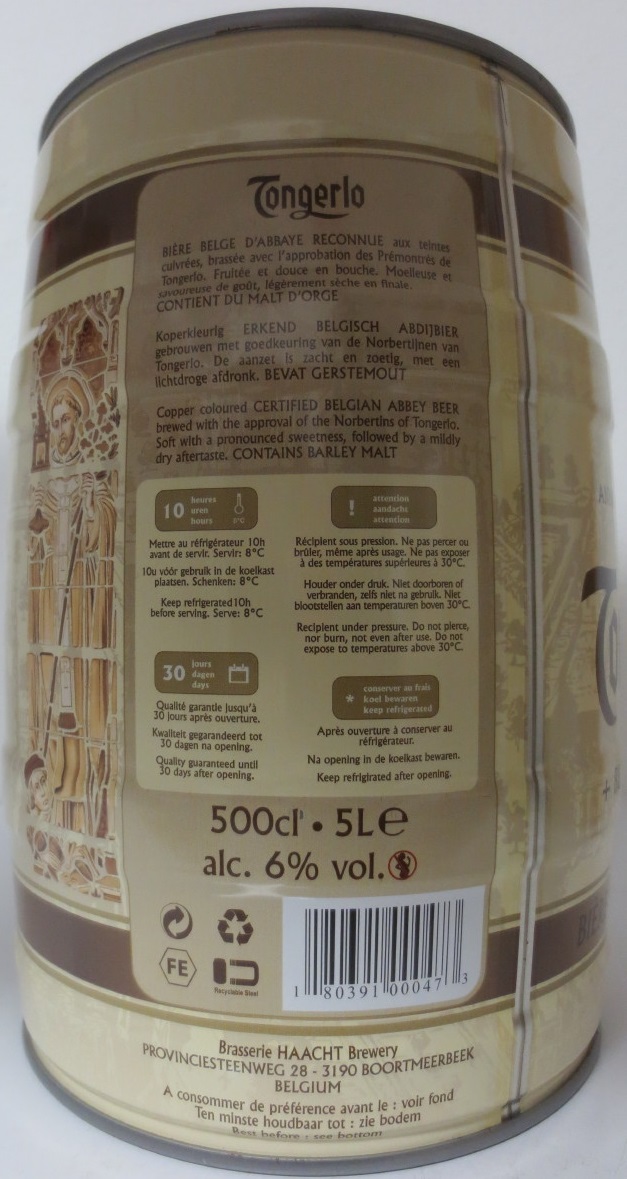 Tongerlo
BIÈRE BELGE D'ABBAYE RECONNUE aux teintes
cuivrées, brassée avec l'approbation des Prémontrés de
Tongerlo. Fruitée et douce en bouche. Moelleuse et
savoureuse de goût, légèrement sèche en finale.
CONTIENT DU MALT D'ORGE
Koperkleurig ERKEND BELGISCH ABDIJBIER
gebrouwen met goedkeuring van de Norbertijnen van
Tongerlo. De aanzet is zacht en zoetig, met een
lichtdroge afdronk. BEVAT GERSTEMOUT
Copper coloured CERTIFIED BELGIAN ABBEY BEER
brewed with the approval of the Norbertins of Tongerlo.
Soft with a pronounced sweetness, followed by a mildly
dry aftertaste. CONTAINS BARLEY MALT
10 heures
uren
hours
8°C
Mettre au réfrigérateur 10h
avant de servir. Servir: 8°C
10u vóór gebruik in de koelkast
plaatsen. Schenken: 8°C
Keep refrigerated 10h
before serving. Serve: 8°C
! attention
aandacht
attention
Récipient sous pression. Ne pas percer ou
brûler, même après usage. Ne pas exposer
à des températures supérieures à 30°C.
Houder onder druk. Niet doorboren of
verbranden, zelfs niet na gebruik. Niet
blootstellen aan temperaturen boven 30°C.
Recipient under pressure. Do not pierce,
nor burn, not even after use. Do not
expose to temperatures above 30°C.
30 jours
dagen
days
Qualité garantie jusqu'à
30 jours après ouverture.
Kwaliteit gegarandeerd tot
30 dagen na opening.
Quality guaranteed until
30 days after opening.
* conserver au frais
koel bewaren
keep refrigerated
Après ouverture à conserver au
réfrigérateur.
Na opening in de koelkast bewaren.
Keep refrigirated after opening.
500cl • 5L e
alc. 6% vol.
FE
Recyclable Steel
1 80391 00047 3
Brasserie HAACHT Brewery
PROVINCIESTEENWEG 28 - 3190 BOORTMEERBEEK
BELGIUM
A consommer de préférence avant le : voir fond
Ten minste houdbaar tot : zie bodem
Best before : see bottom